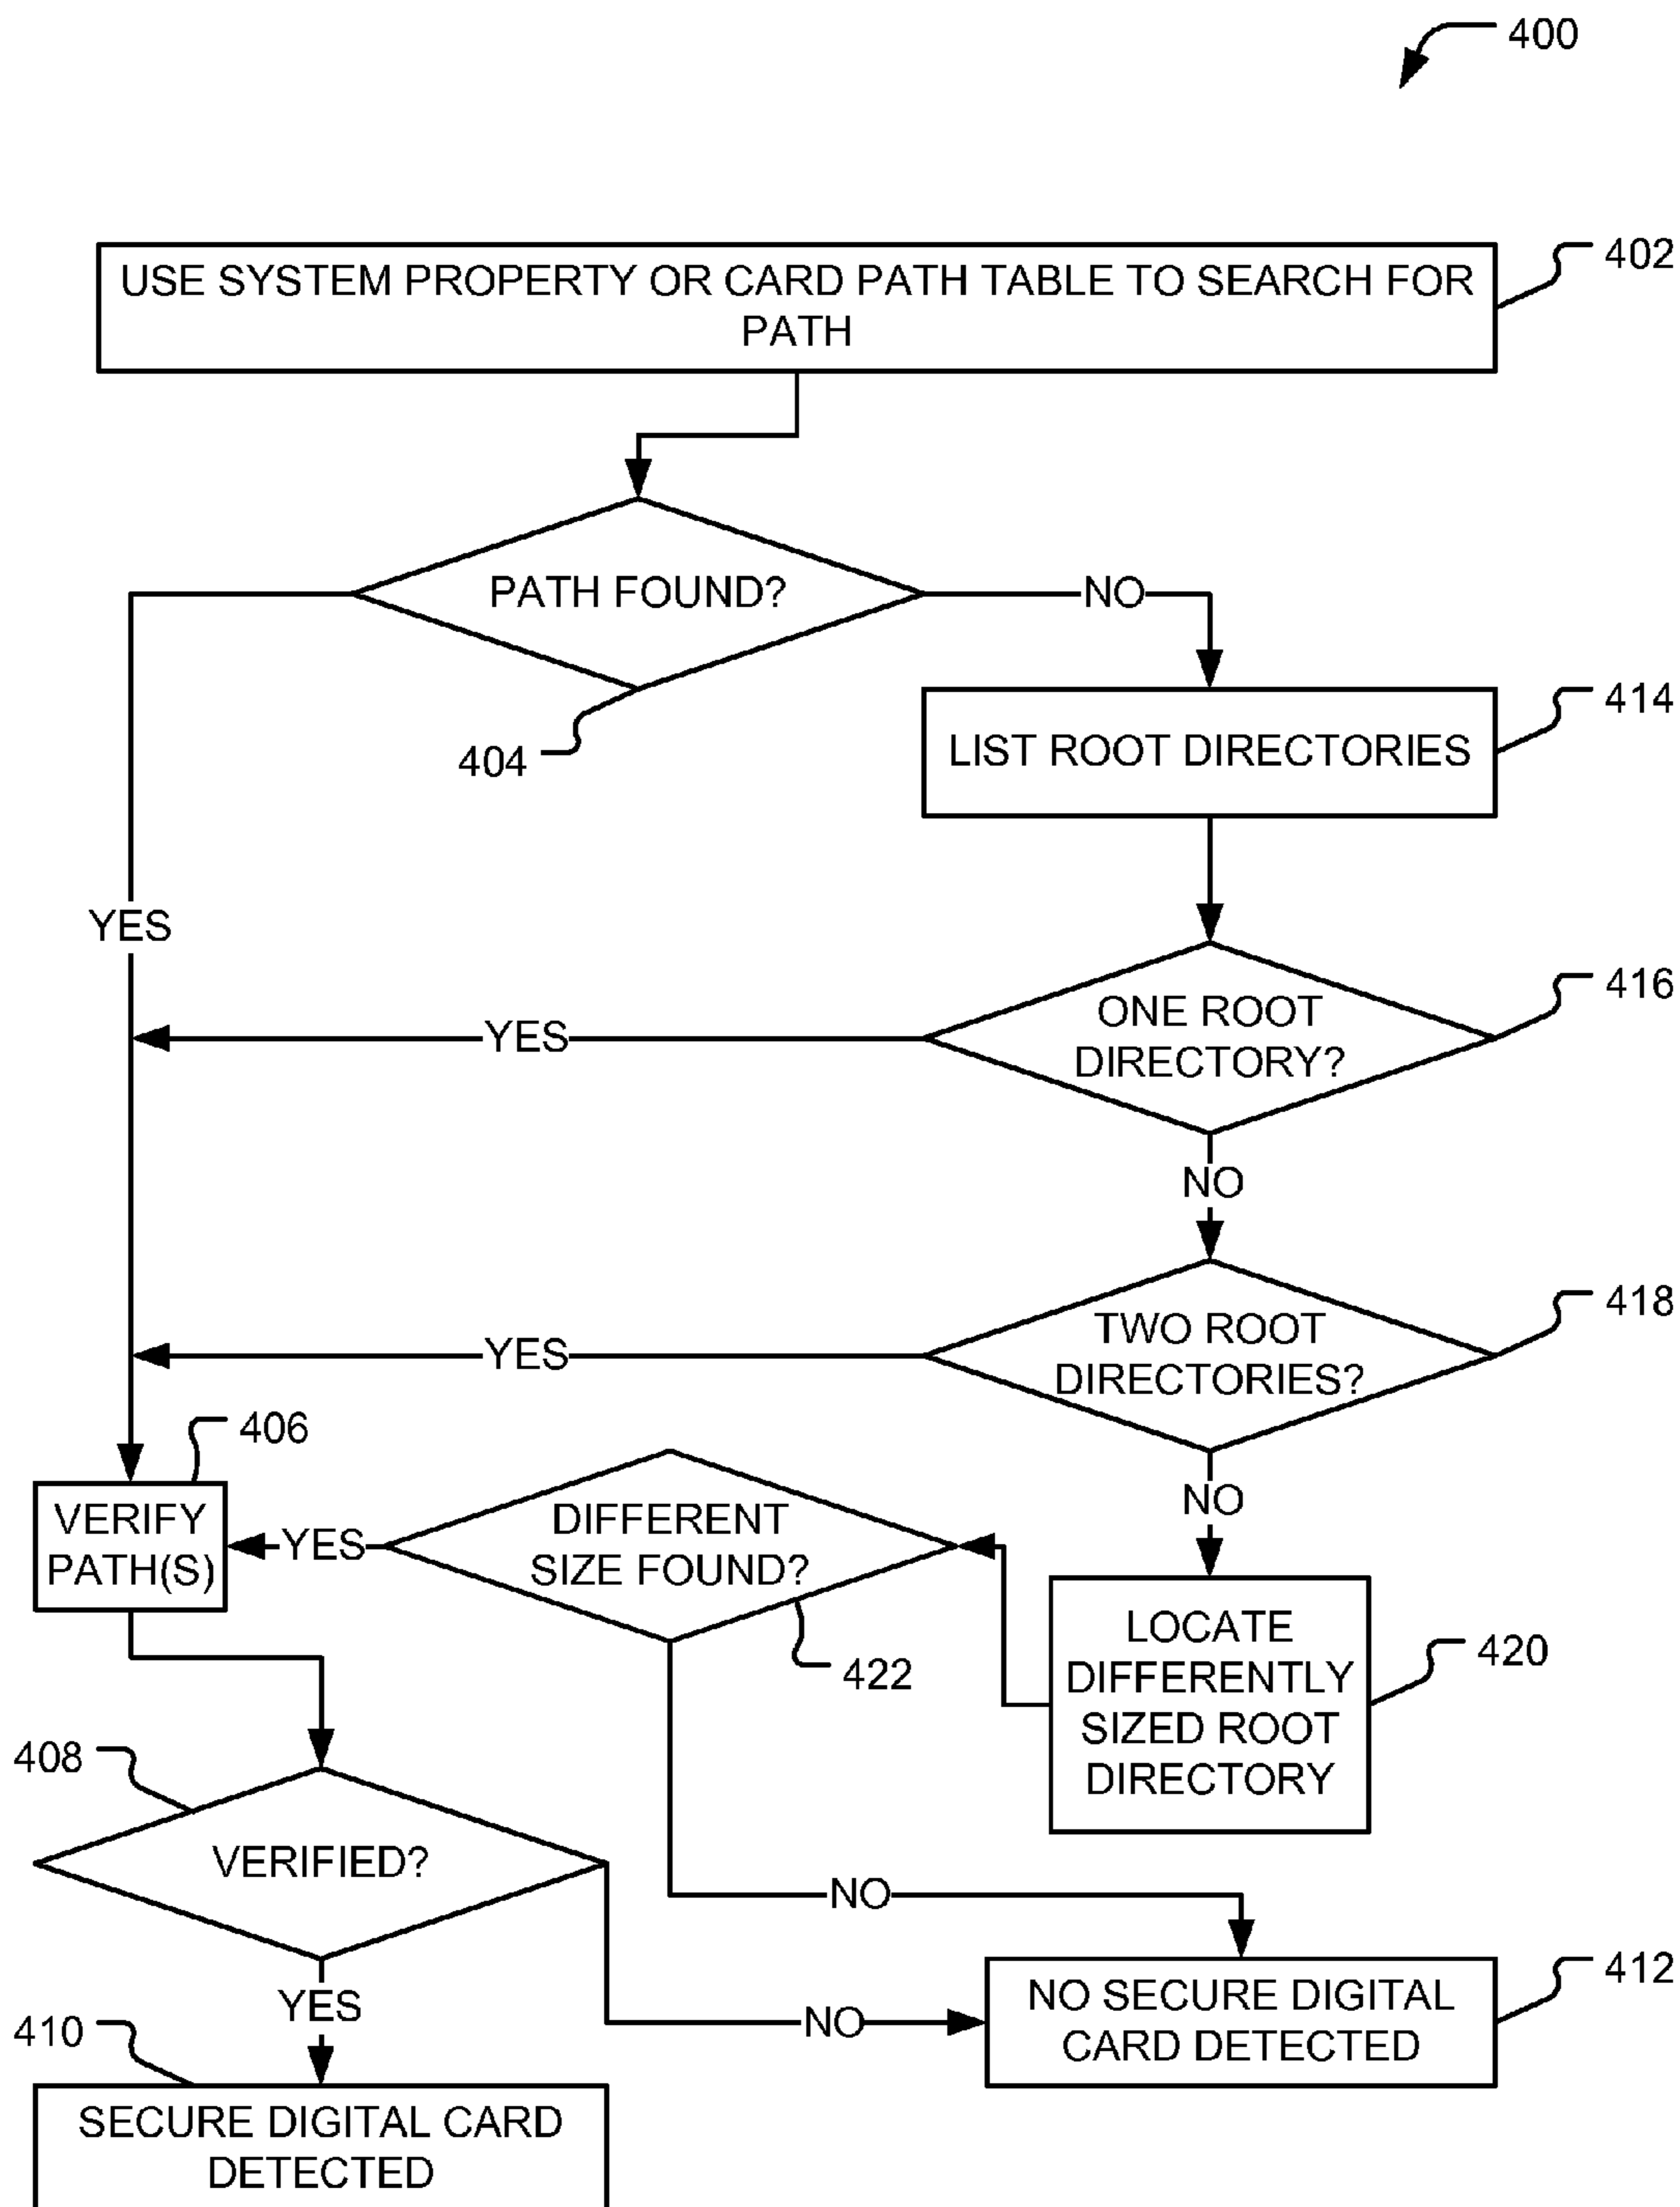 400
USE SYSTEM PROPERTY OR CARD PATH TABLE TO SEARCH FOR
PATH
402
PATH FOUND?
NO
404
LIST ROOT DIRECTORIES
414
YES
ONE ROOT
DIRECTORY?
416
YES
NO
TWO ROOT
DIRECTORIES?
418
YES
NO
406
VERIFY
PATH(S)
YES
DIFFERENT
SIZE FOUND?
422
LOCATE
DIFFERENTLY
SIZED ROOT
DIRECTORY
420
408
VERIFIED?
NO
YES
NO
NO SECURE DIGITAL
CARD DETECTED
412
410
SECURE DIGITAL CARD
DETECTED